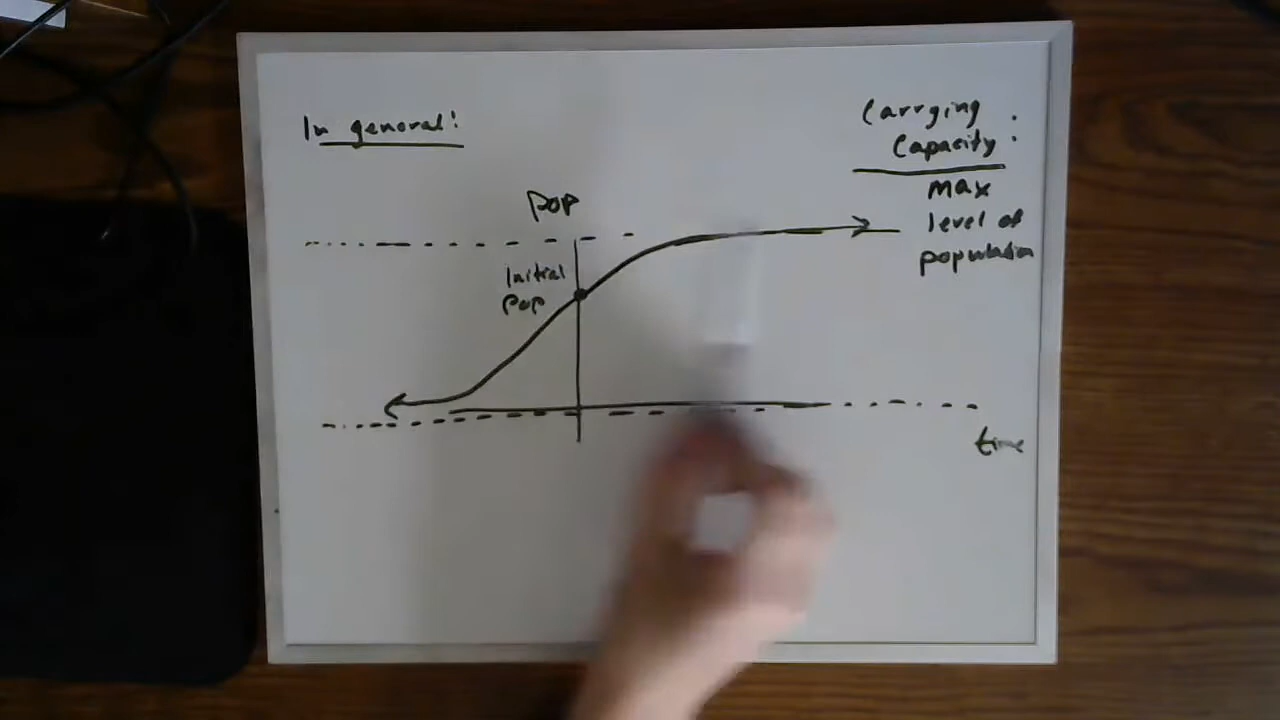 In general:
Carrying
Capacity:
max
level of
population
Pop
Initial
Pop
time